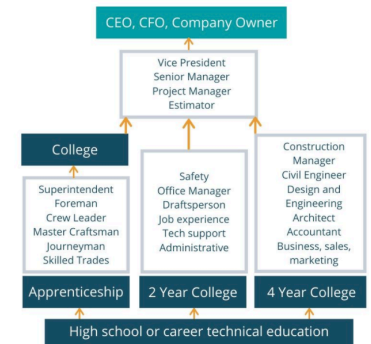 CEO, CFO, Company Owner
Vice President
Senior Manager
Project Manager
Estimator
College
Superintendent
Foreman
Crew Leader
Master Craftsman
Journeyman
Skilled Trades
Apprenticeship
Safety
Office Manager
Draftsperson
Job experience
Tech support
Administrative
2 Year College
Construction
Manager
Civil Engineer
Design and
Engineering
Architect
Accountant
Business, sales,
marketing
4 Year College
High school or career technical education